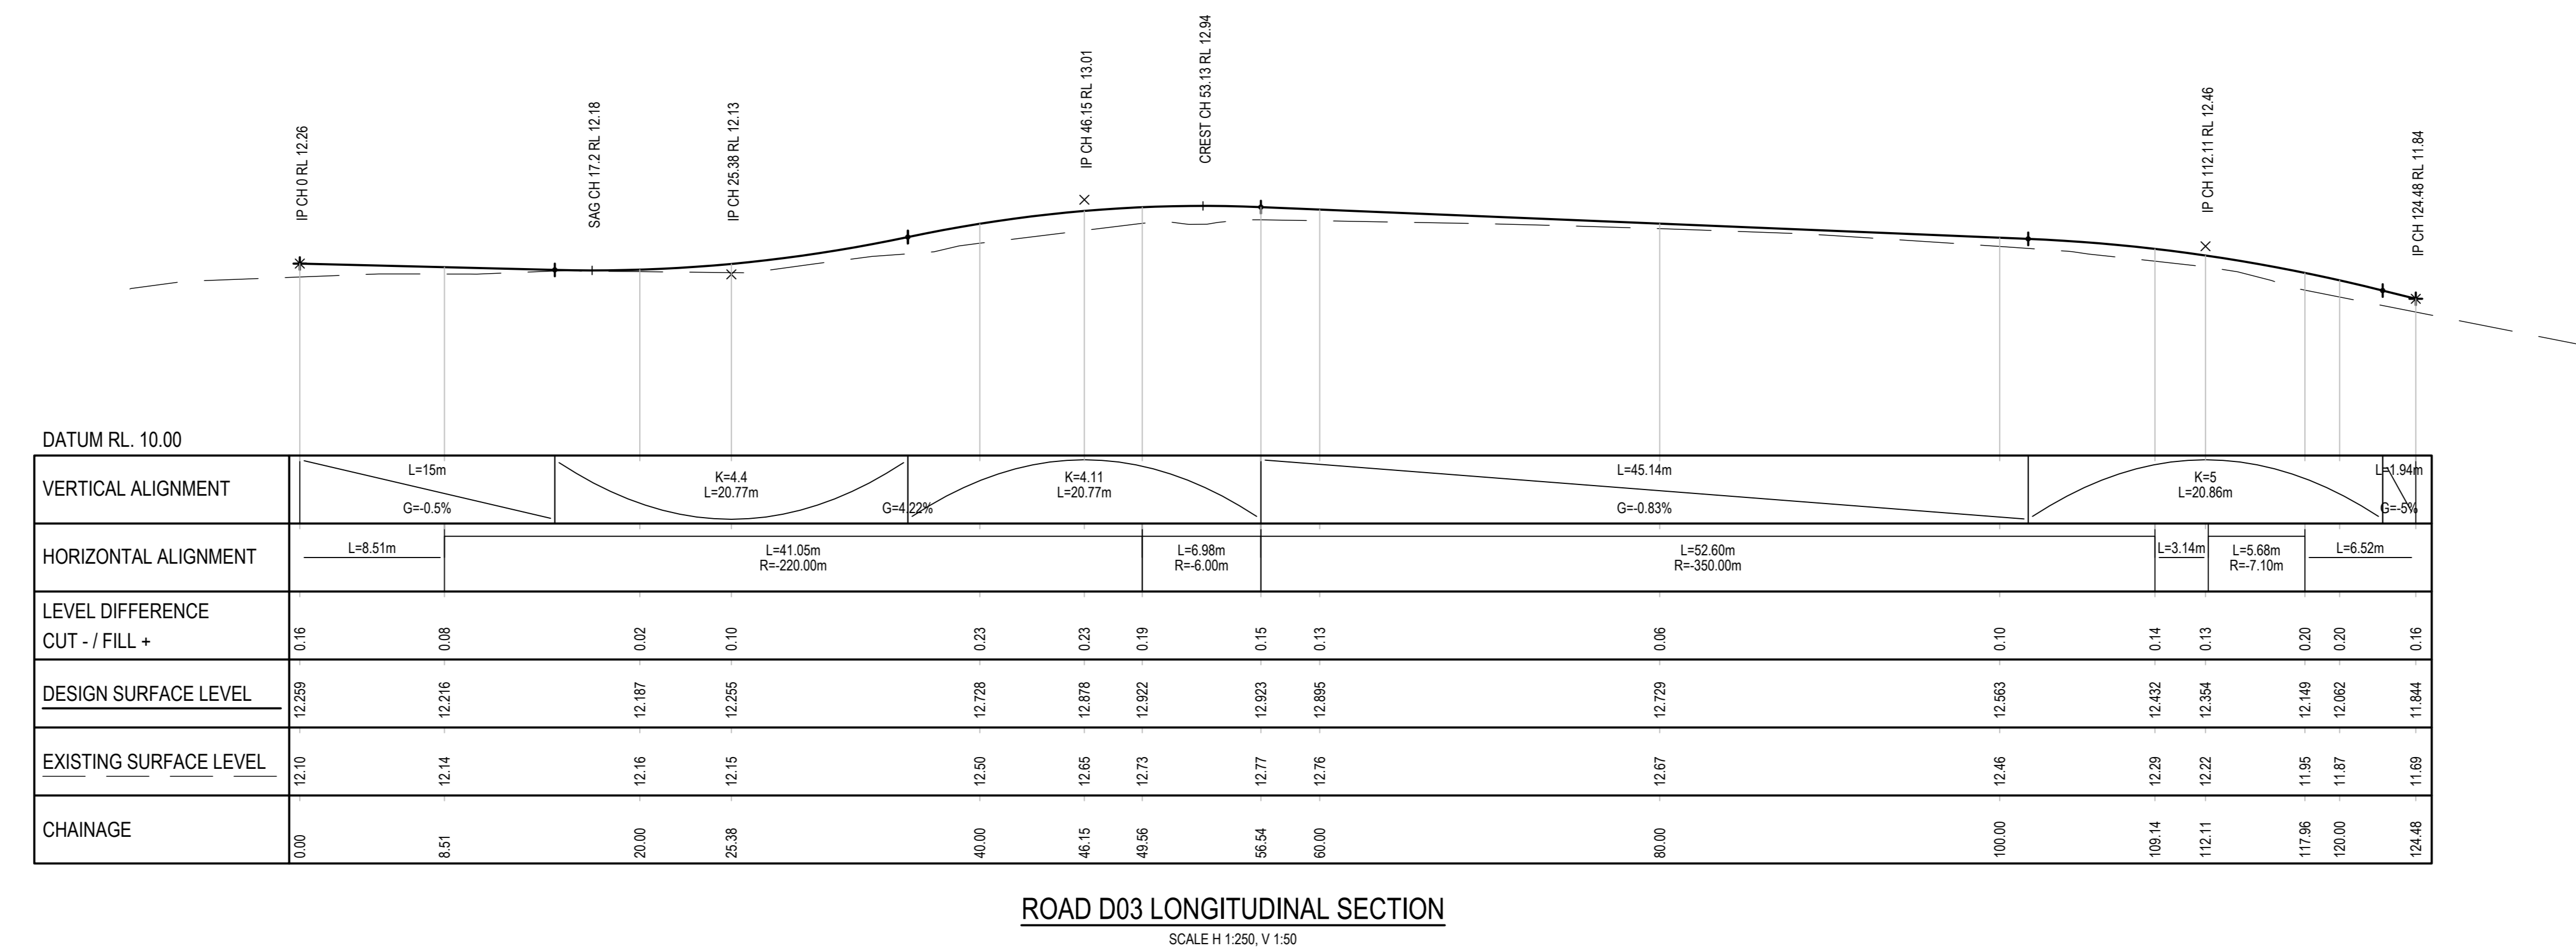 IP CH 0 RL 12.26
SAG CH 17.2 RL 12.18
IP CH 25.38 RL 12.13
IP CH 46.15 RL 13.01
CREST CH 53.13 RL 12.94
IP CH 112.11 RL 12.46
IP CH 124.48 RL 11.84
DATUM RL. 10.00
VERTICAL ALIGNMENT
L=15m
G=-0.5%
K=4.4
L=20.77m
G=4.22%
K=4.11
L=20.77m
L=45.14m
G=-0.83%
K=5
L=20.86m
L=1.94m
G=-5%
HORIZONTAL ALIGNMENT
L=8.51m
L=41.05m
R=-220.00m
L=6.98m
R=-6.00m
L=52.60m
R=-350.00m
L=3.14m
L=5.68m
R=-7.10m
L=6.52m
LEVEL DIFFERENCE
CUT - / FILL +
0.16 0.08 0.02 0.10 0.23 0.23 0.19 0.15 0.13 0.06 0.10 0.14 0.13 0.20 0.20 0.16
DESIGN SURFACE LEVEL
12.259 12.216 12.187 12.255 12.728 12.878 12.922 12.923 12.895 12.729 12.563 12.432 12.354 12.149 12.062 11.844
EXISTING SURFACE LEVEL
12.10 12.14 12.16 12.15 12.50 12.65 12.73 12.77 12.76 12.67 12.46 12.29 12.22 11.95 11.87 11.69
CHAINAGE
0.00 8.51 20.00 25.38 40.00 46.15 49.56 56.54 60.00 80.00 100.00 109.14 112.11 117.96 120.00 124.48
ROAD D03 LONGITUDINAL SECTION
SCALE H 1:250, V 1:50